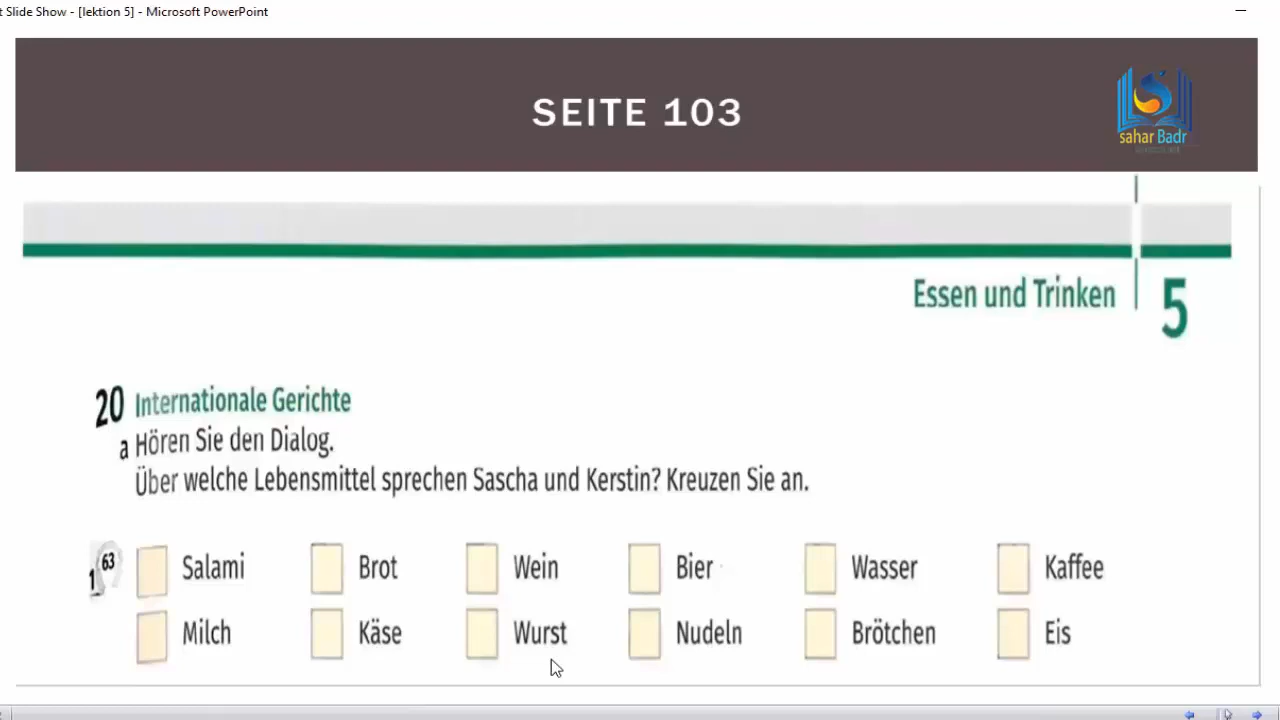 t Slide Show - [lektion 5] - Microsoft PowerPoint
SEITE 103
sahar Badr
Essen und Trinken 5
20 Internationale Gerichte
a Hören Sie den Dialog.
Über welche Lebensmittel sprechen Sascha und Kerstin? Kreuzen Sie an.
1 63 Salami Brot Wein Bier Wasser Kaffee
Milch Käse Wurst Nudeln Brötchen Eis